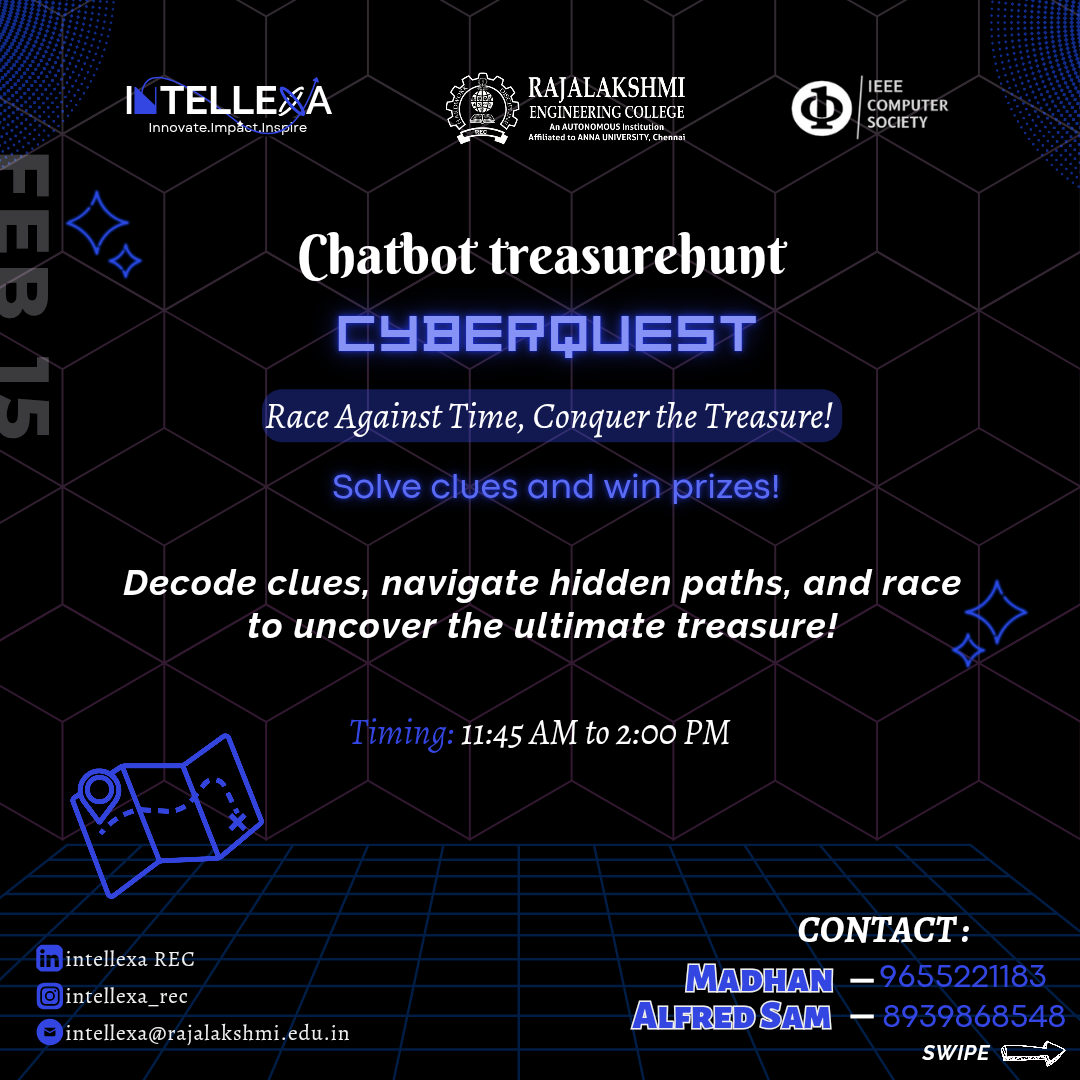 INTELLEXA
Innovate.Impact.Inspire
RAJALAKSHMI
ENGINEERING COLLEGE
An AUTONOMOUS Institution
Affiliated to ANNA UNIVERSITY, Chennai
REC
IEEE
COMPUTER
SOCIETY
FEB 15
Chatbot treasurehunt
CYBERQUEST
Race Against Time, Conquer the Treasure!
Solve clues and win prizes!
Decode clues, navigate hidden paths, and race
to uncover the ultimate treasure!
Timing: 11:45 AM to 2:00 PM
intellexa REC
intellexa_rec
intellexa@rajalakshmi.edu.in
CONTACT :
MADHAN — 9655221183
ALFRED SAM — 8939868548
SWIPE